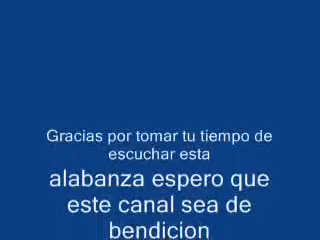 Gracias por tomar tu tiempo de
escuchar esta
alabanza espero que
este canal sea de
bendicion